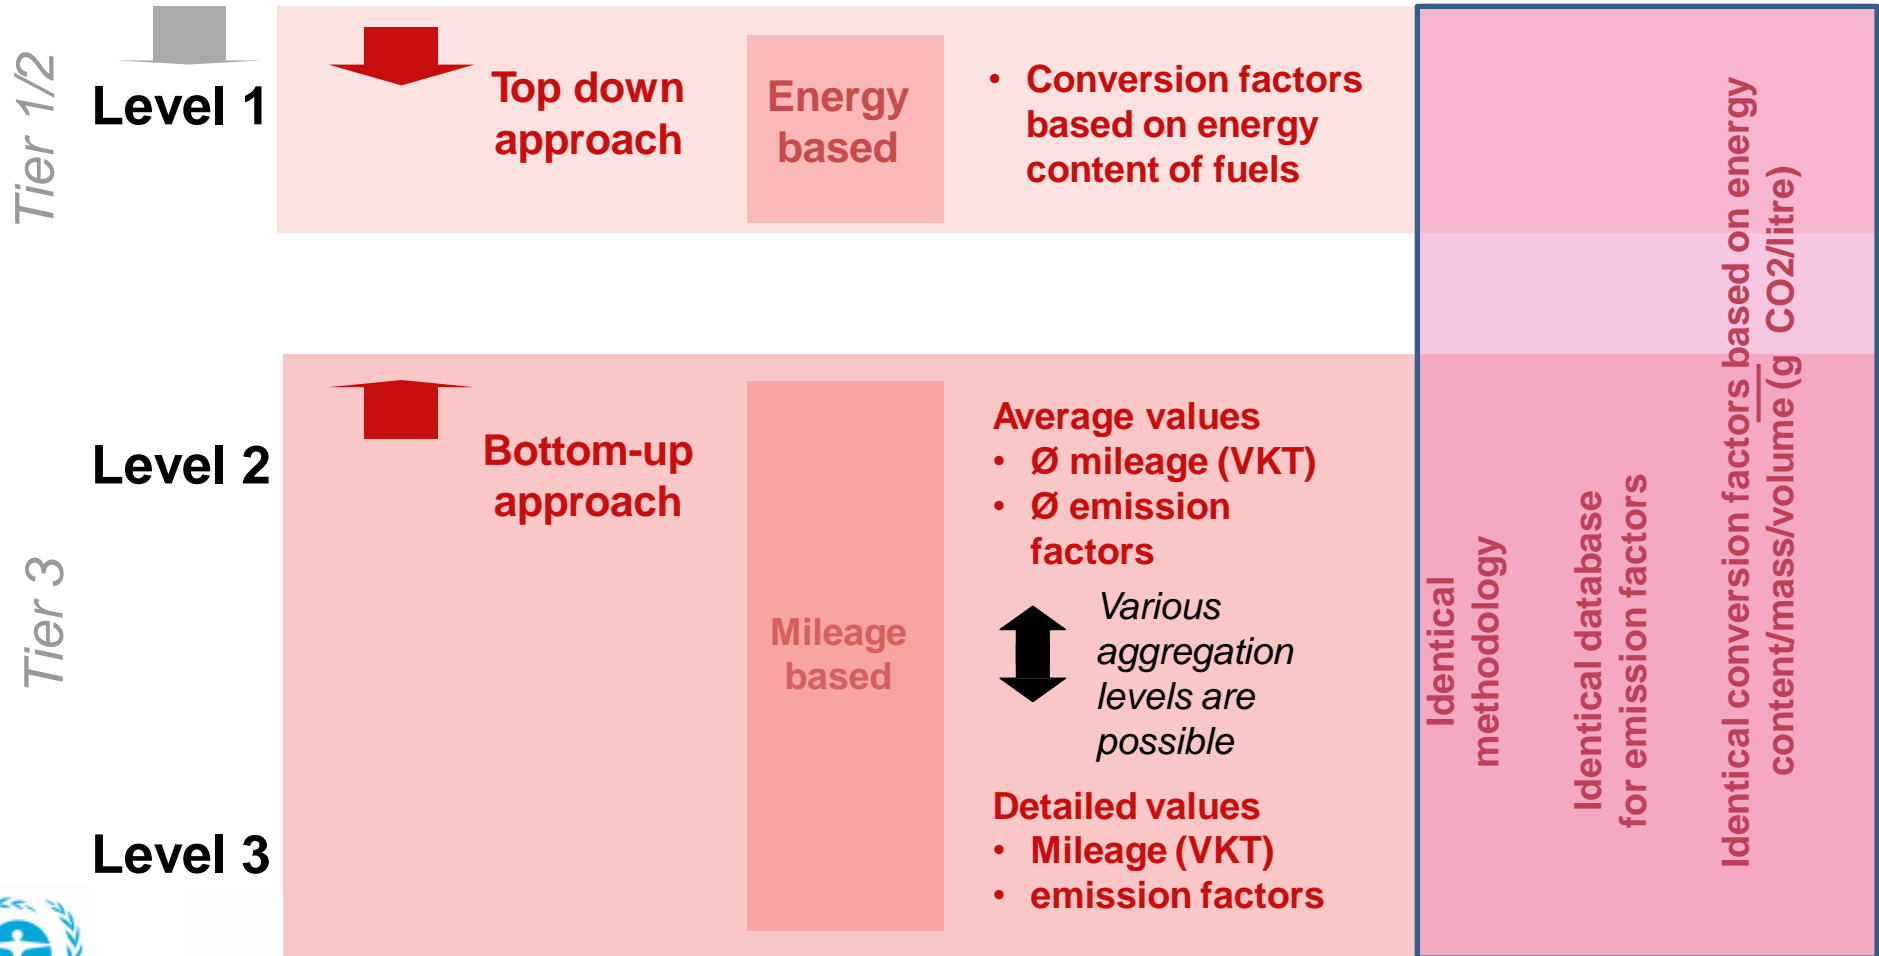 Tier 1/2
Level 1
Top down
approach
Energy
based
• Conversion factors
based on energy
content of fuels
Level 2
Bottom-up
approach
Average values
• Ø mileage (VKT)
• Ø emission
factors
Tier 3
Mileage
based
Various
aggregation
levels are
possible
Level 3
Detailed values
• Mileage (VKT)
• emission factors
Identical
methodology
Identical database
for emission factors
Identical conversion factors based on energy
content/mass/volume (g CO2/litre)